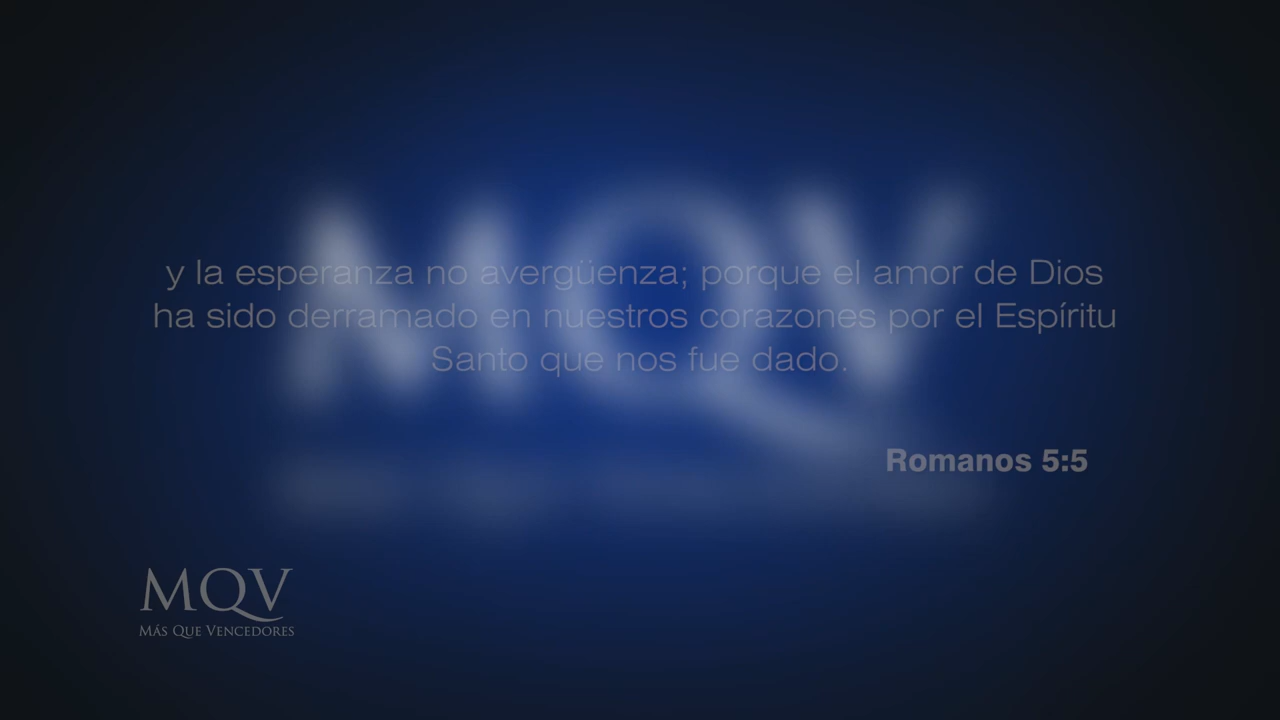 MQV
y la esperanza no avergüenza; porque el amor de Dios
ha sido derramado en nuestros corazones por el Espíritu
Santo que nos fue dado.
Romanos 5:5
MQV
MÁS QUE VENCEDORES